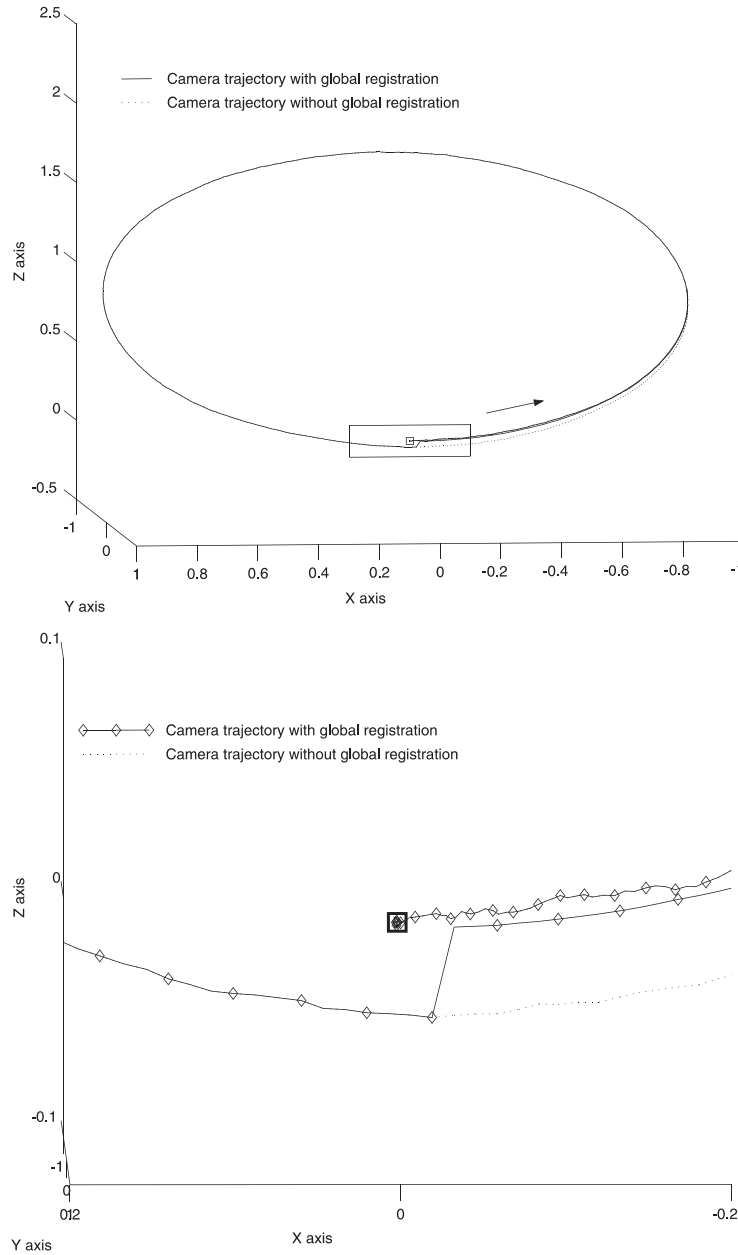 2.5
Camera trajectory with global registration
Camera trajectory without global registration
2
1.5
1
Z axis
0.5
0
-0.5
-1
0
1 0.8 0.6 0.4 0.2 0 -0.2 -0.4 -0.6 -0.8 -1
Y axis
X axis
0.1
Camera trajectory with global registration
Camera trajectory without global registration
0
Z axis
-0.1
-1
0
0 -0.2
Y axis
X axis